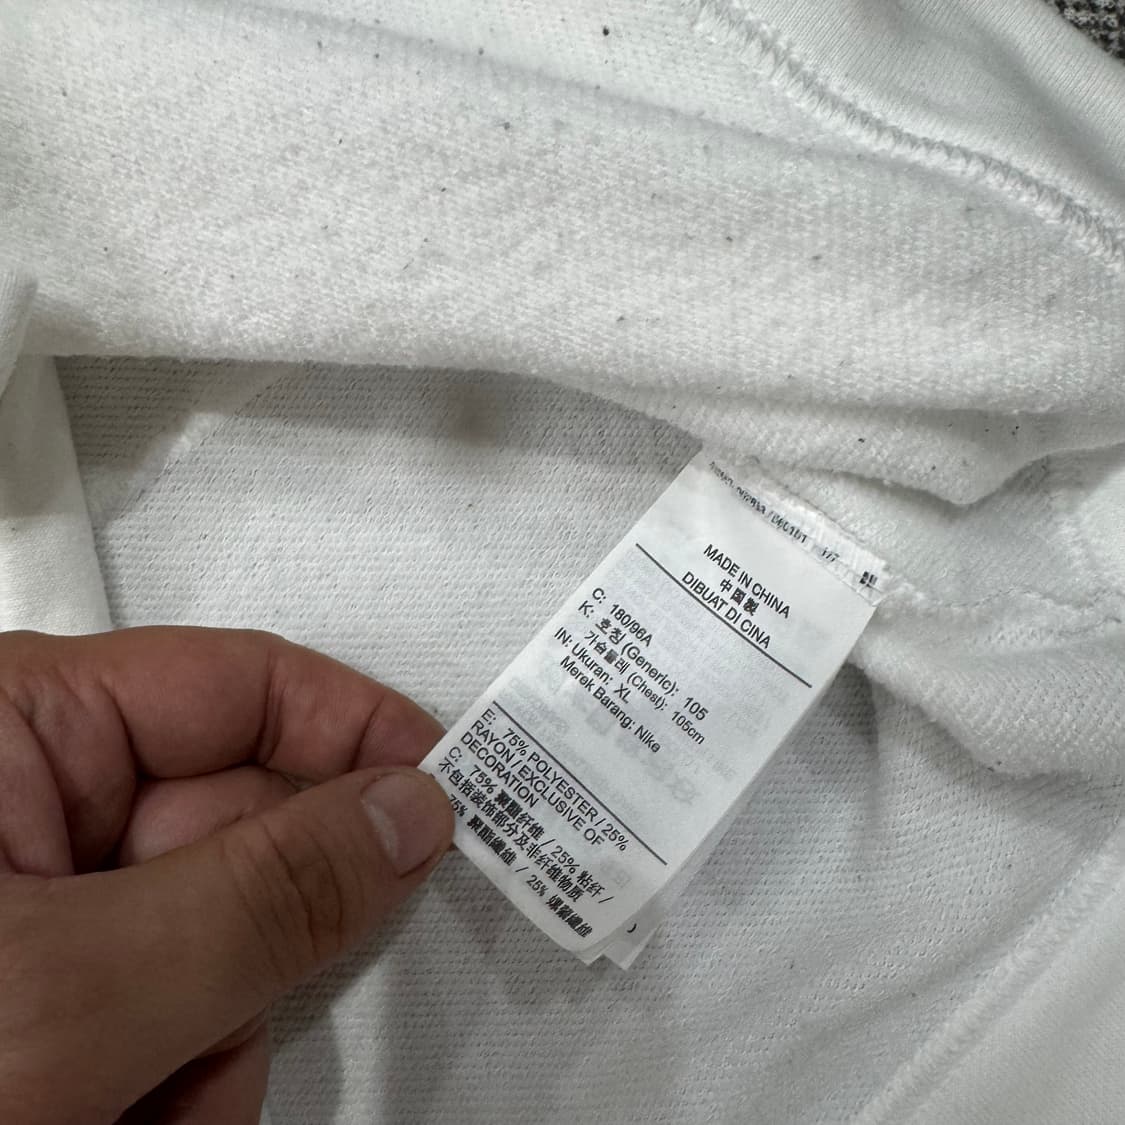 MADE IN CHINA
中国製
DIBUAT DI CINA
C: 180/96A
K: 호칭 (Generic): 105
가슴둘레 (Chest): 105cm
IN: Ukuran: XL
Merek Barang: Nike
E: 75% POLYESTER / 25%
RAYON/ EXCLUSIVE OF
DECORATION
C: 75% 聚酯纤维 / 25% 粘纤 /
不包括装饰部分及非纤维物质
75% 聚酯纖維 / 25% 嫘縈纖維